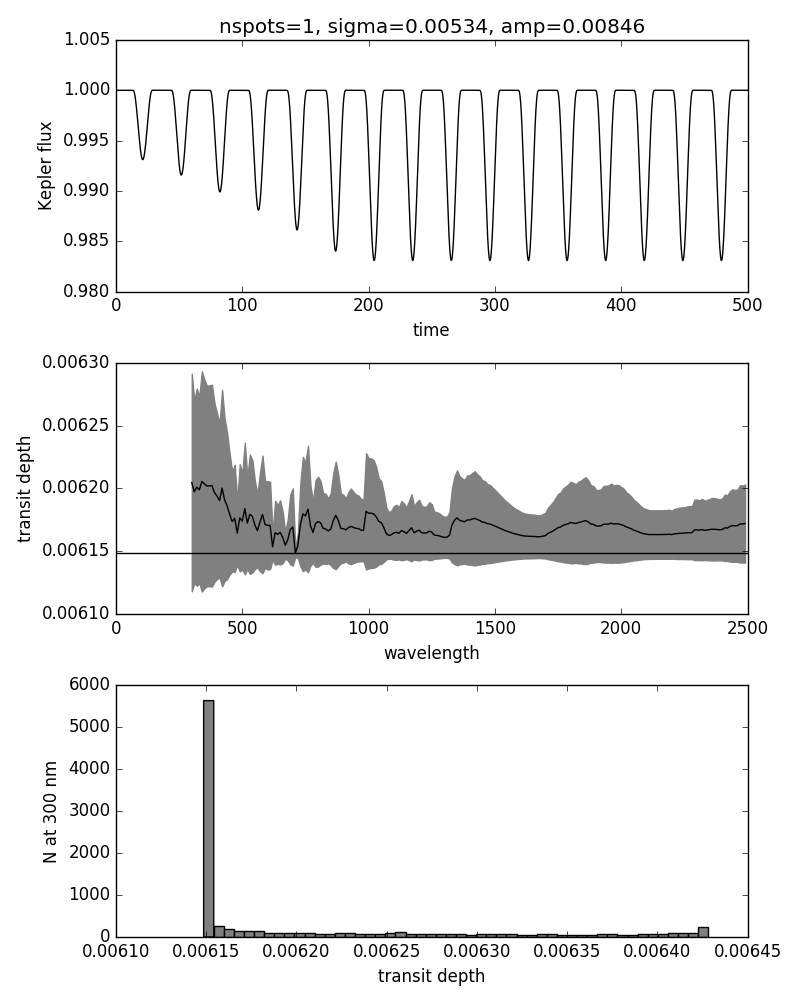 nspots=1, sigma=0.00534, amp=0.00846
1.005
1.000
0.995
0.990
0.985
0.980
Kepler flux
0 100 200 300 400 500
time
0.00630
0.00625
0.00620
0.00615
0.00610
transit depth
0 500 1000 1500 2000 2500
wavelength
6000
5000
4000
3000
2000
1000
0
N at 300 nm
0.00610 0.00615 0.00620 0.00625 0.00630 0.00635 0.00640 0.00645
transit depth